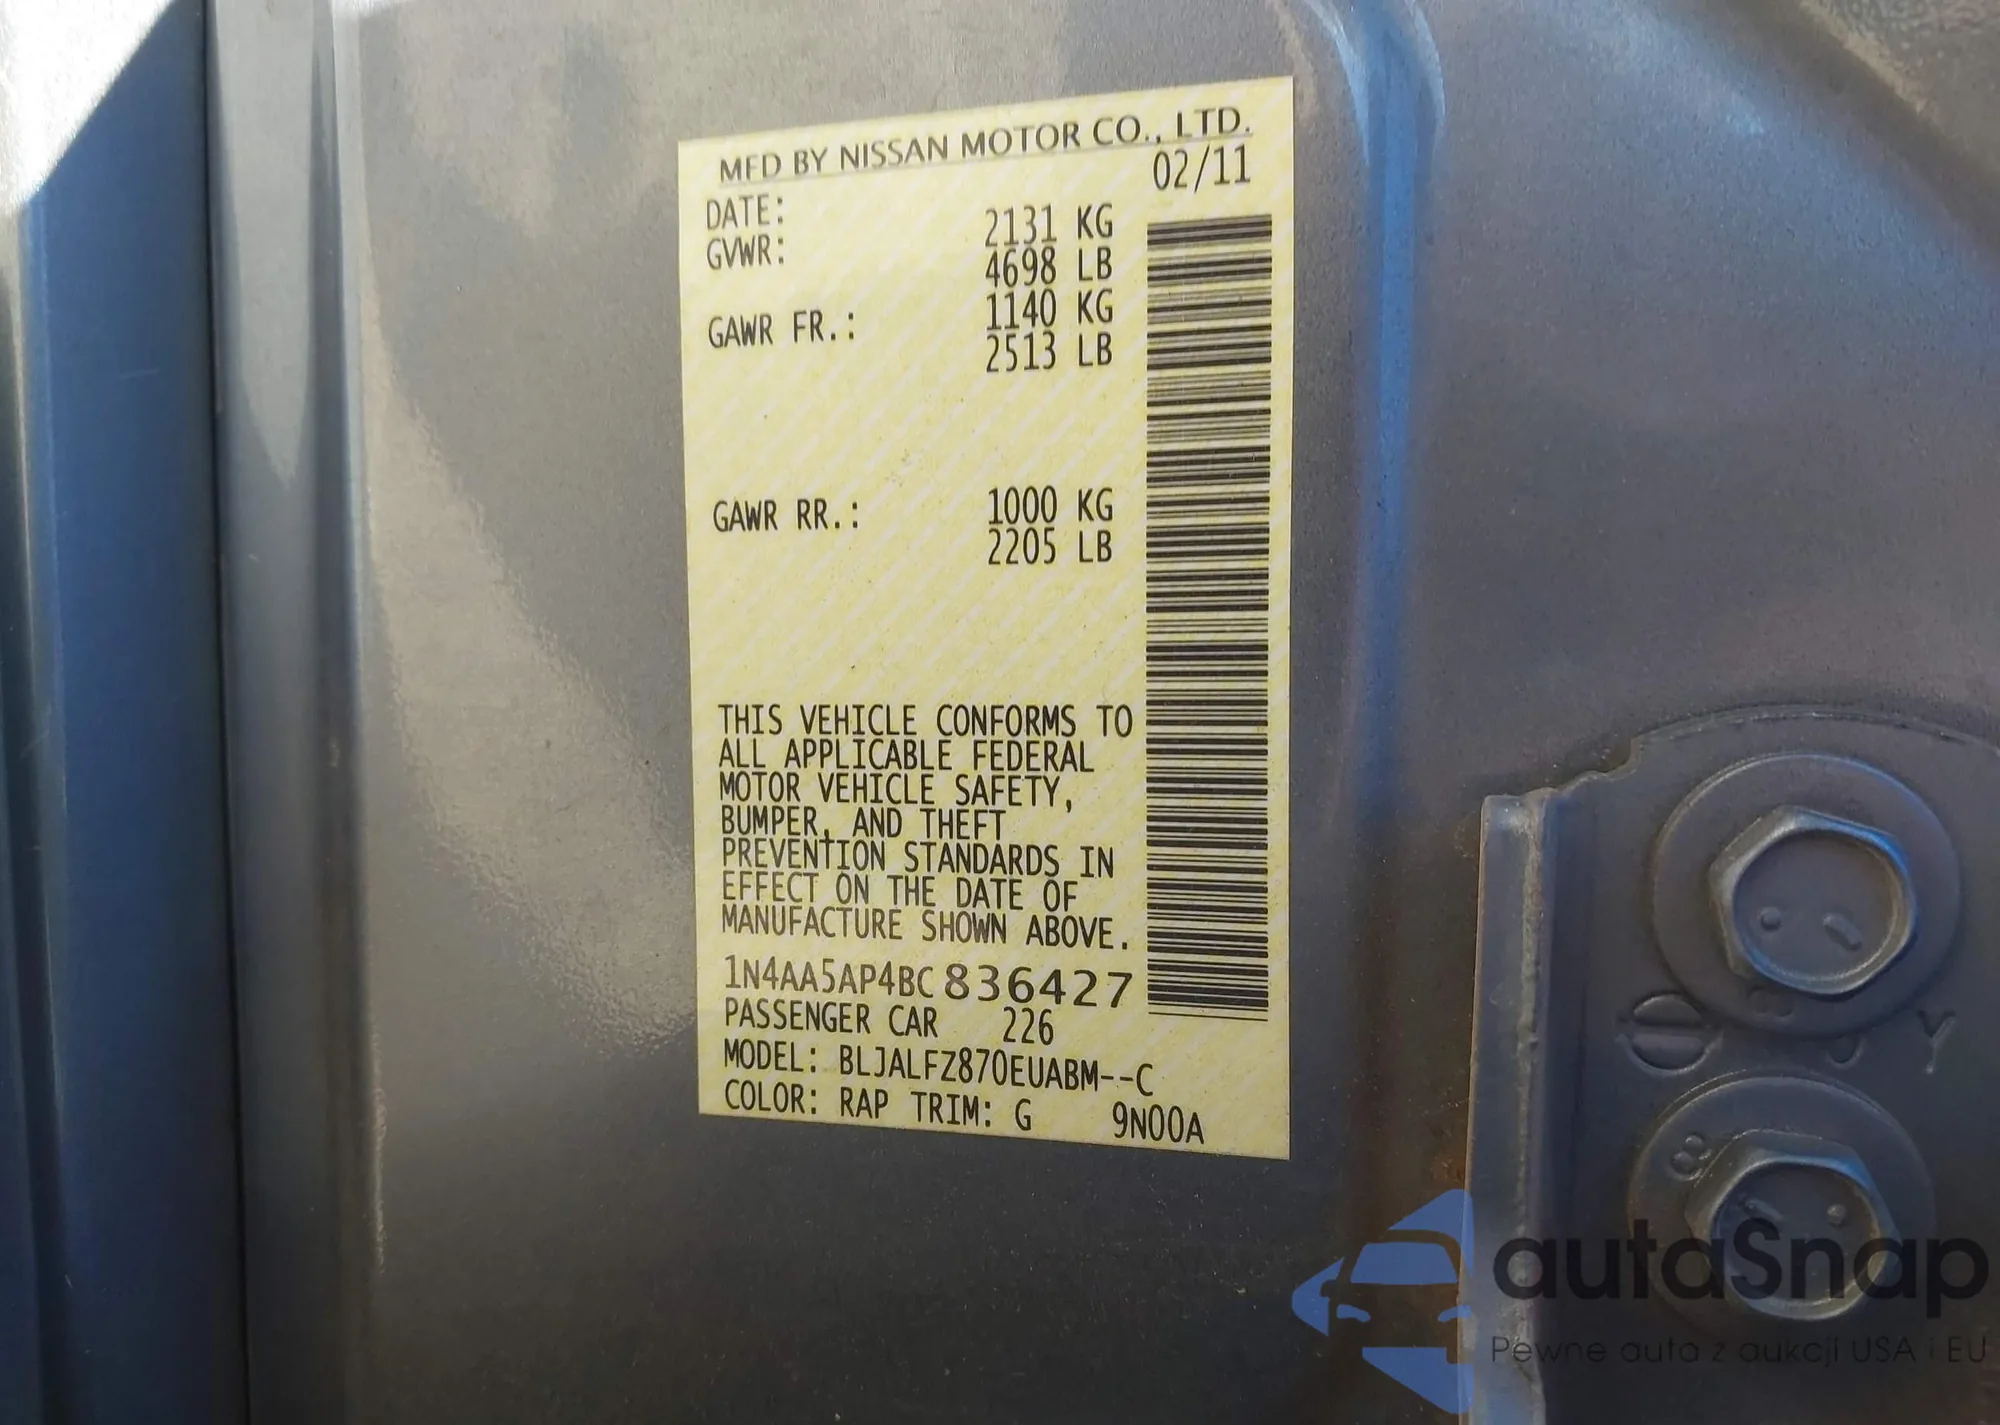 MFD BY NISSAN MOTOR CO., LTD.
DATE: 02/11
GVWR: 2131 KG
4698 LB
GAWR FR.: 1140 KG
2513 LB
GAWR RR.: 1000 KG
2205 LB
THIS VEHICLE CONFORMS TO
ALL APPLICABLE FEDERAL
MOTOR VEHICLE SAFETY,
BUMPER, AND THEFT
PREVENTION STANDARDS IN
EFFECT ON THE DATE OF
MANUFACTURE SHOWN ABOVE.
1N4AA5AP4BC836427
PASSENGER CAR 226
MODEL: BLJALFZ870EUABM--C
COLOR: RAP TRIM: G 9N00A
8
autaSnap
Pewne auta z aukcji USA i EU